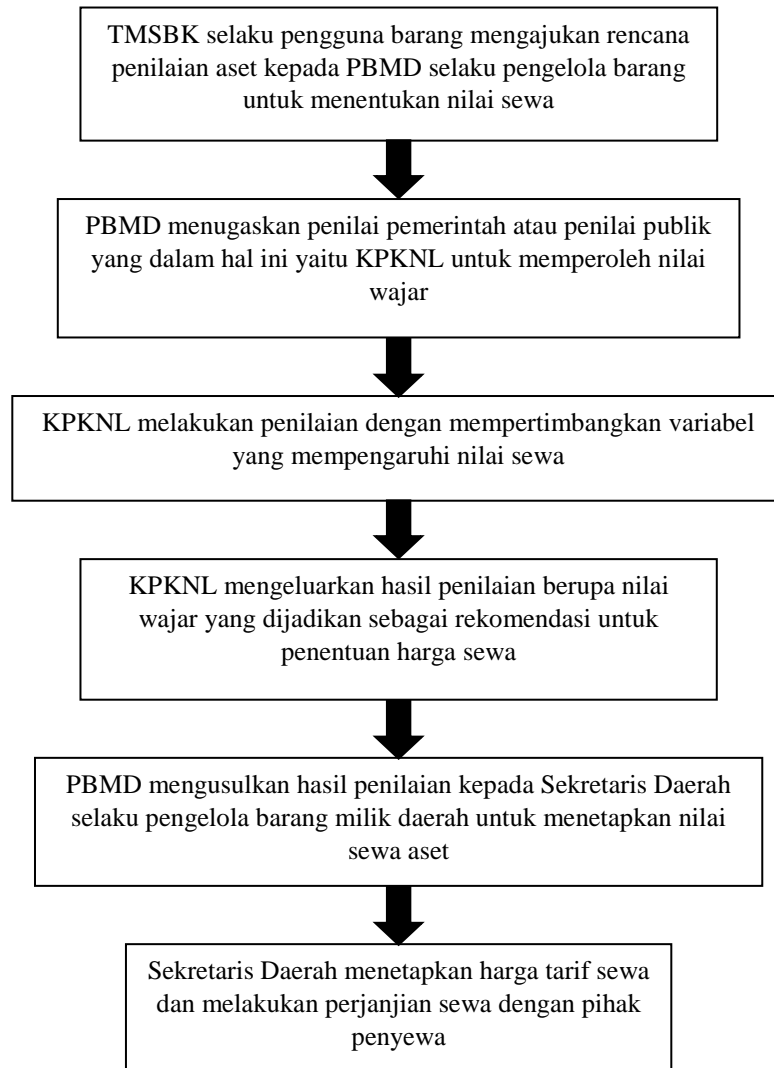 TMSBK selaku pengguna barang mengajukan rencana
penilaian aset kepada PBMD selaku pengelola barang
untuk menentukan nilai sewa
PBMD menugaskan penilai pemerintah atau penilai publik
yang dalam hal ini yaitu KPKNL untuk memperoleh nilai
wajar
KPKNL melakukan penilaian dengan mempertimbangkan variabel
yang mempengaruhi nilai sewa
KPKNL mengeluarkan hasil penilaian berupa nilai
wajar yang dijadikan sebagai rekomendasi untuk
penentuan harga sewa
PBMD mengusulkan hasil penilaian kepada Sekretaris Daerah
selaku pengelola barang milik daerah untuk menetapkan nilai
sewa aset
Sekretaris Daerah menetapkan harga tarif sewa
dan melakukan perjanjian sewa dengan pihak
penyewa